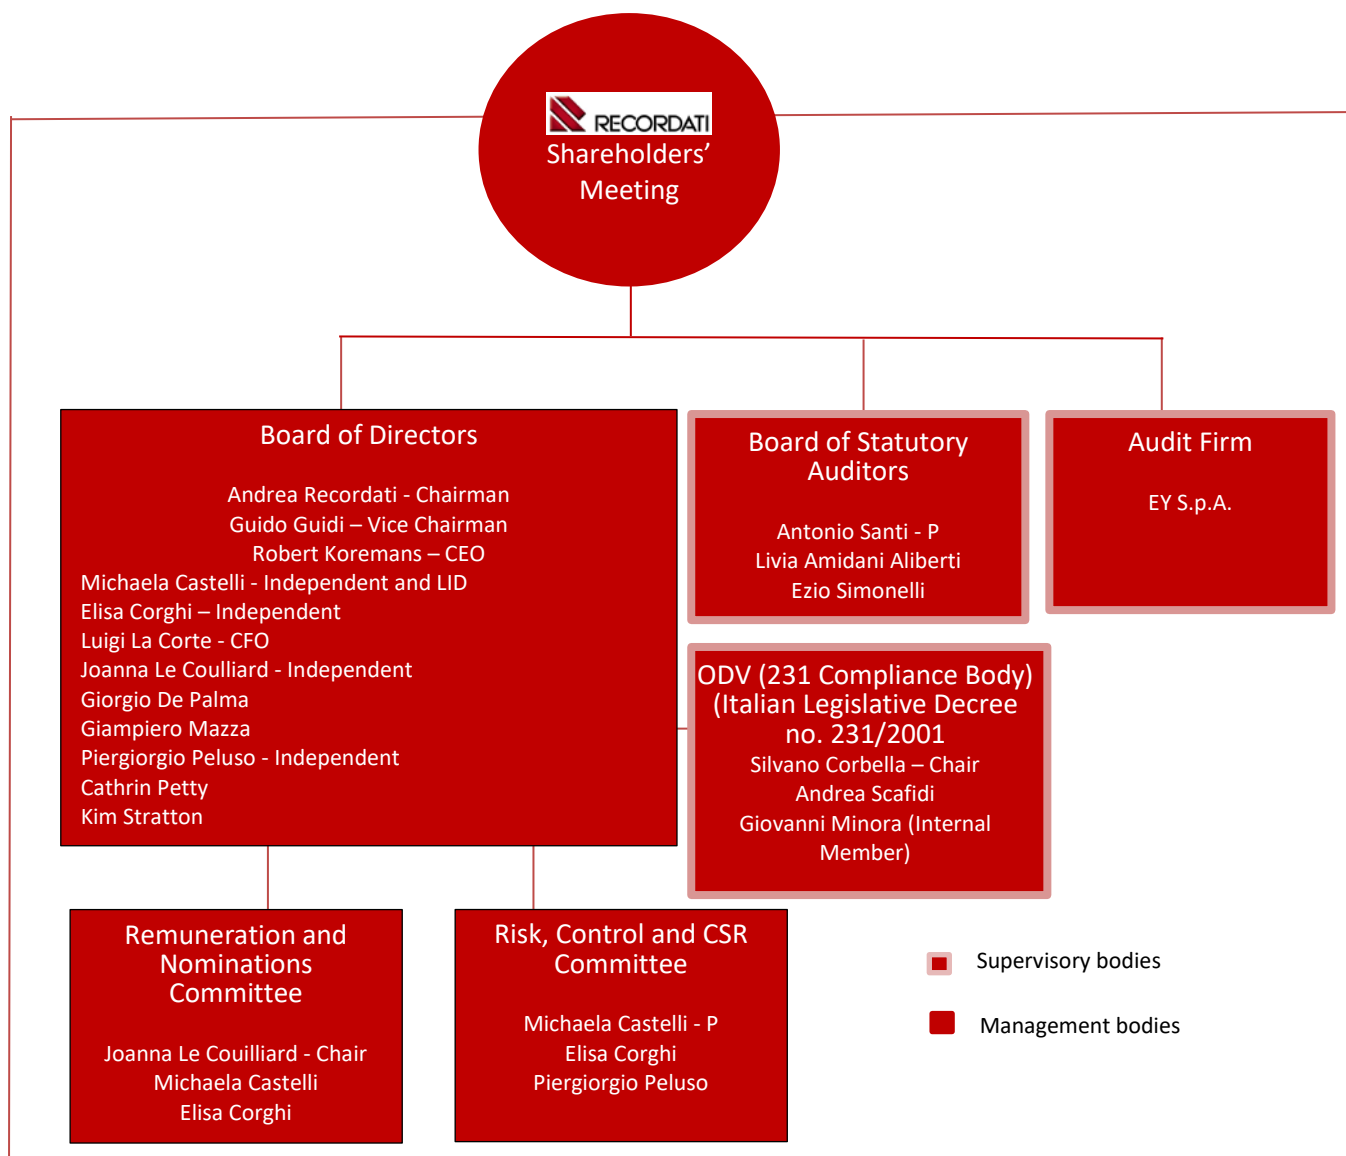 RECORDATI
Shareholders’
Meeting
Board of Directors
Andrea Recordati - Chairman
Guido Guidi – Vice Chairman
Robert Koremans – CEO
Michaela Castelli - Independent and LID
Elisa Corghi – Independent
Luigi La Corte - CFO
Joanna Le Coulliard - Independent
Giorgio De Palma
Giampiero Mazza
Piergiorgio Peluso - Independent
Cathrin Petty
Kim Stratton
Board of Statutory
Auditors
Antonio Santi - P
Livia Amidani Aliberti
Ezio Simonelli
Audit Firm
EY S.p.A.
ODV (231 Compliance Body)
(Italian Legislative Decree
no. 231/2001
Silvano Corbella – Chair
Andrea Scafidi
Giovanni Minora (Internal
Member)
Remuneration and
Nominations
Committee
Joanna Le Couilliard - Chair
Michaela Castelli
Elisa Corghi
Risk, Control and CSR
Committee
Michaela Castelli - P
Elisa Corghi
Piergiorgio Peluso
Supervisory bodies
Management bodies